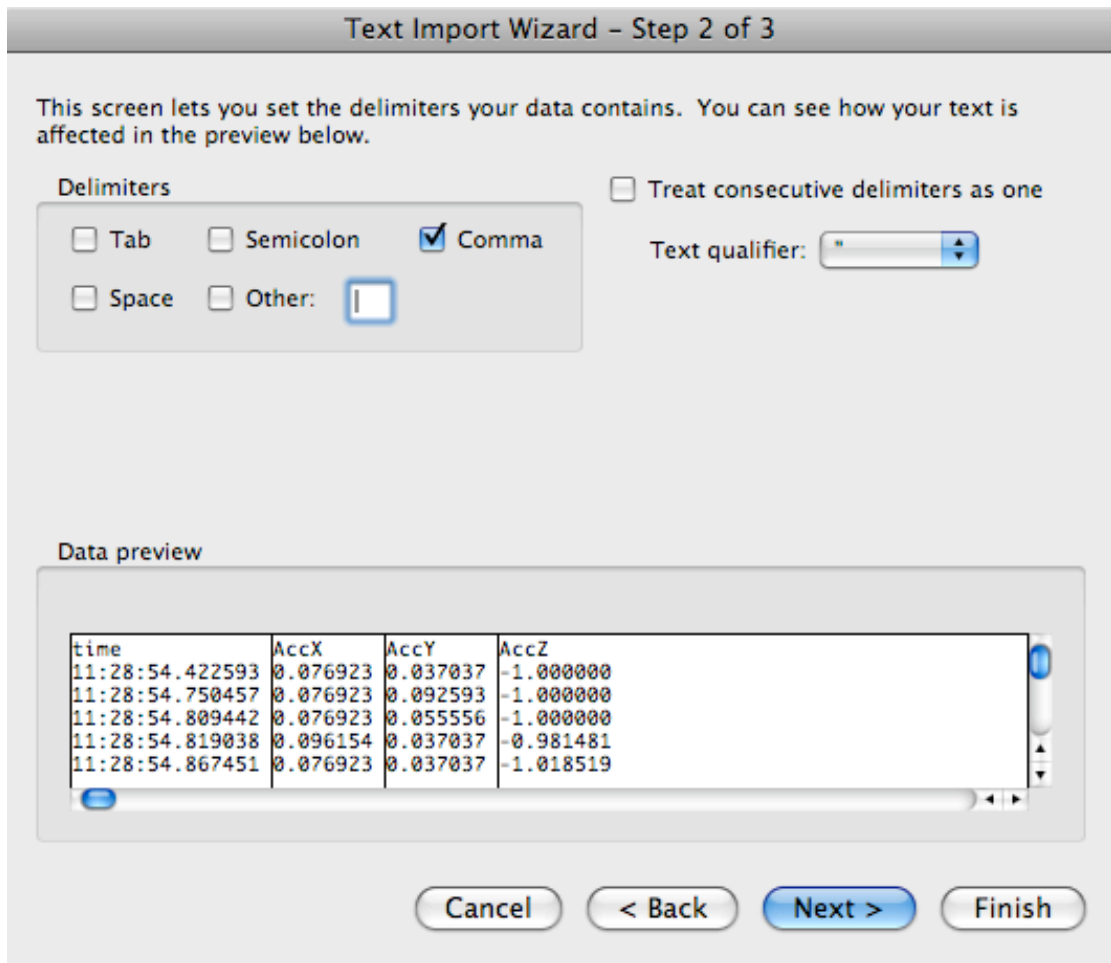 Text Import Wizard – Step 2 of 3
This screen lets you set the delimiters your data contains.  You can see how your text is
affected in the preview below.
Delimiters
Treat consecutive delimiters as one
Tab Semicolon Comma
Text qualifier: "
Space Other:
Data preview
time AccX AccY AccZ
11:28:54.422593 0.076923 0.037037 -1.000000
11:28:54.750457 0.076923 0.092593 -1.000000
11:28:54.809442 0.076923 0.055556 -1.000000
11:28:54.819038 0.096154 0.037037 -0.981481
11:28:54.867451 0.076923 0.037037 -1.018519
Cancel < Back Next > Finish